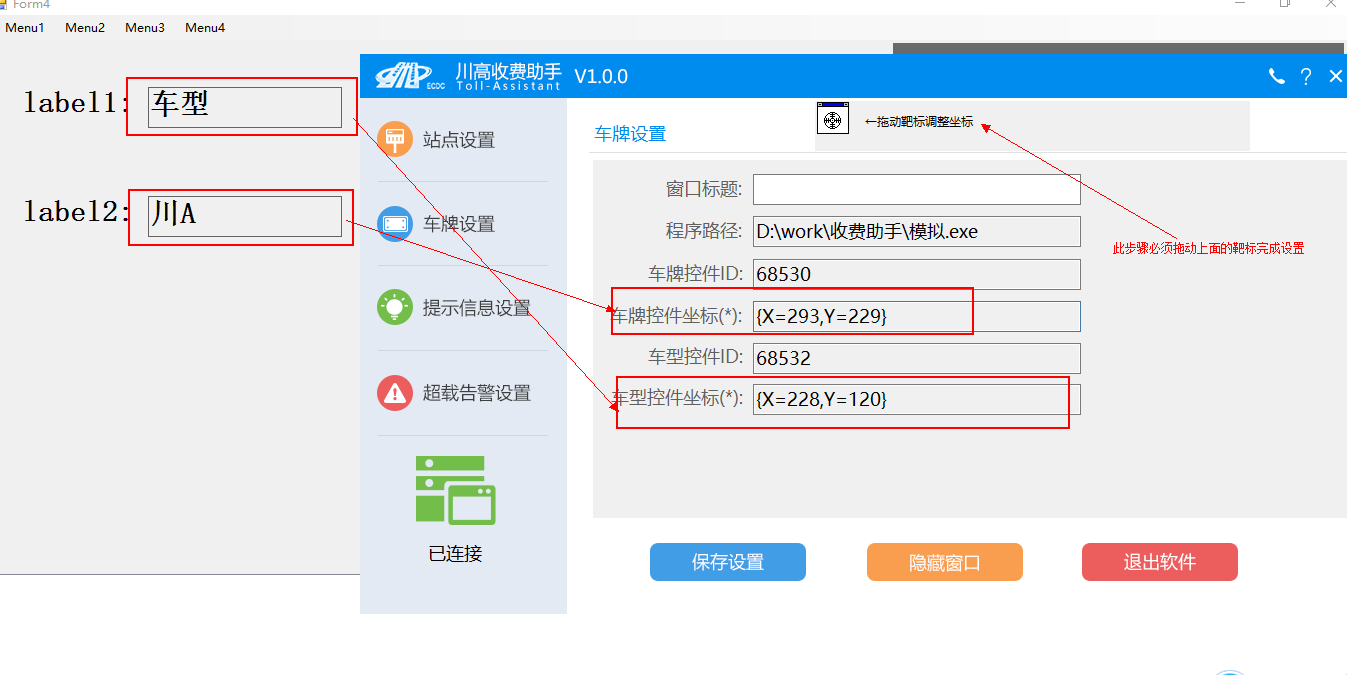 Form4
Menu1 Menu2 Menu3 Menu4
label1: 车型
label2: 川A
ECDC
川高收费助手 V1.0.0
Toll-Assistant
?
站点设置
车牌设置
提示信息设置
超载告警设置
已连接
车牌设置
←拖动靶标调整坐标
此步骤必须拖动上面的靶标完成设置
窗口标题:
程序路径: D:\work\收费助手\模拟.exe
车牌控件ID: 68530
车牌控件坐标(*): {X=293,Y=229}
车型控件ID: 68532
车型控件坐标(*): {X=228,Y=120}
保存设置 隐藏窗口 退出软件